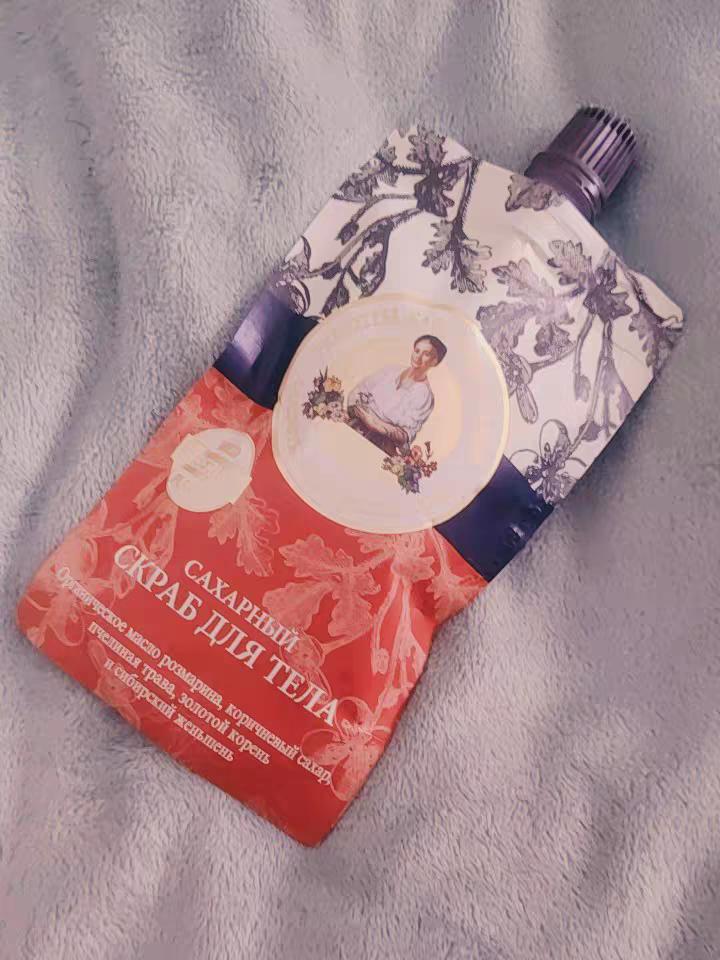 САХАРНЫЙ
СКРАБ ДЛЯ ТЕЛА
Органическое масло розмарина, коричневый сахар,
пчелиная трава, золотой корень
и сибирский женьшень